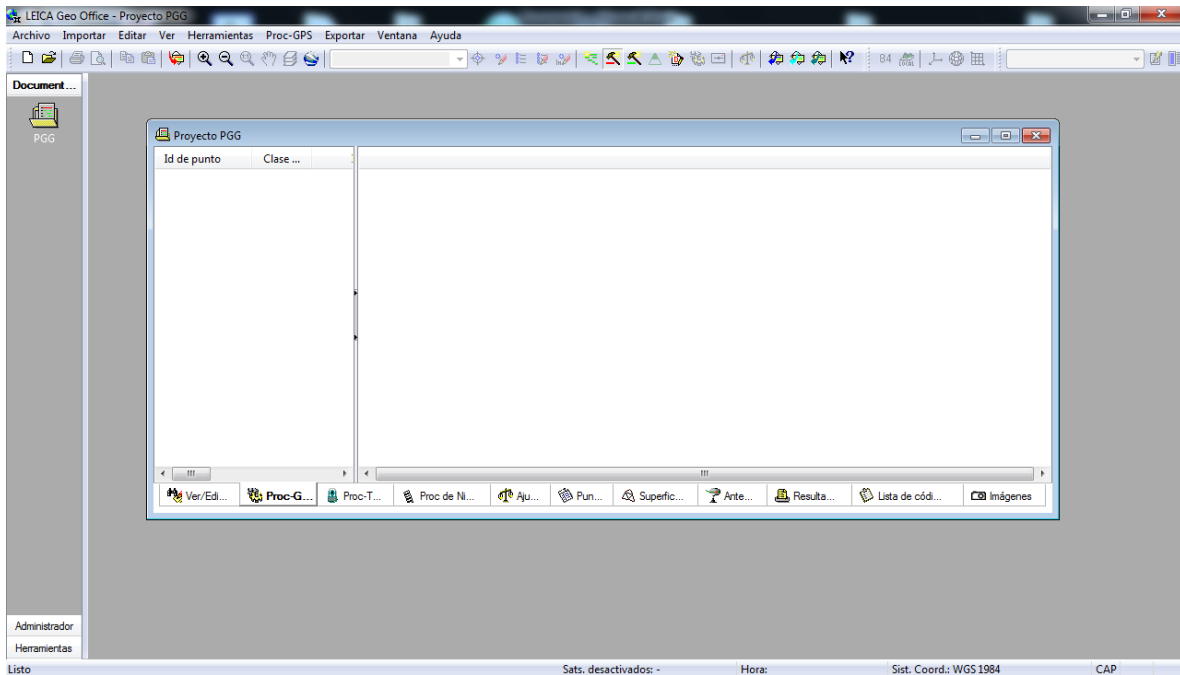 LEICA Geo Office - Proyecto PGG
Archivo Importar Editar Ver Herramientas Proc-GPS Exportar Ventana Ayuda
84 LOCAL
Document...
PGG
Proyecto PGG
Id de punto Clase ...
Ver/Edi... Proc-G... Proc-T... Proc de Ni... Aju... Pun... Superfic... Ante... Resulta... Lista de códi... Imágenes
Administrador
Herramientas
Listo Sats. desactivados: - Hora: Sist. Coord.: WGS 1984 CAP